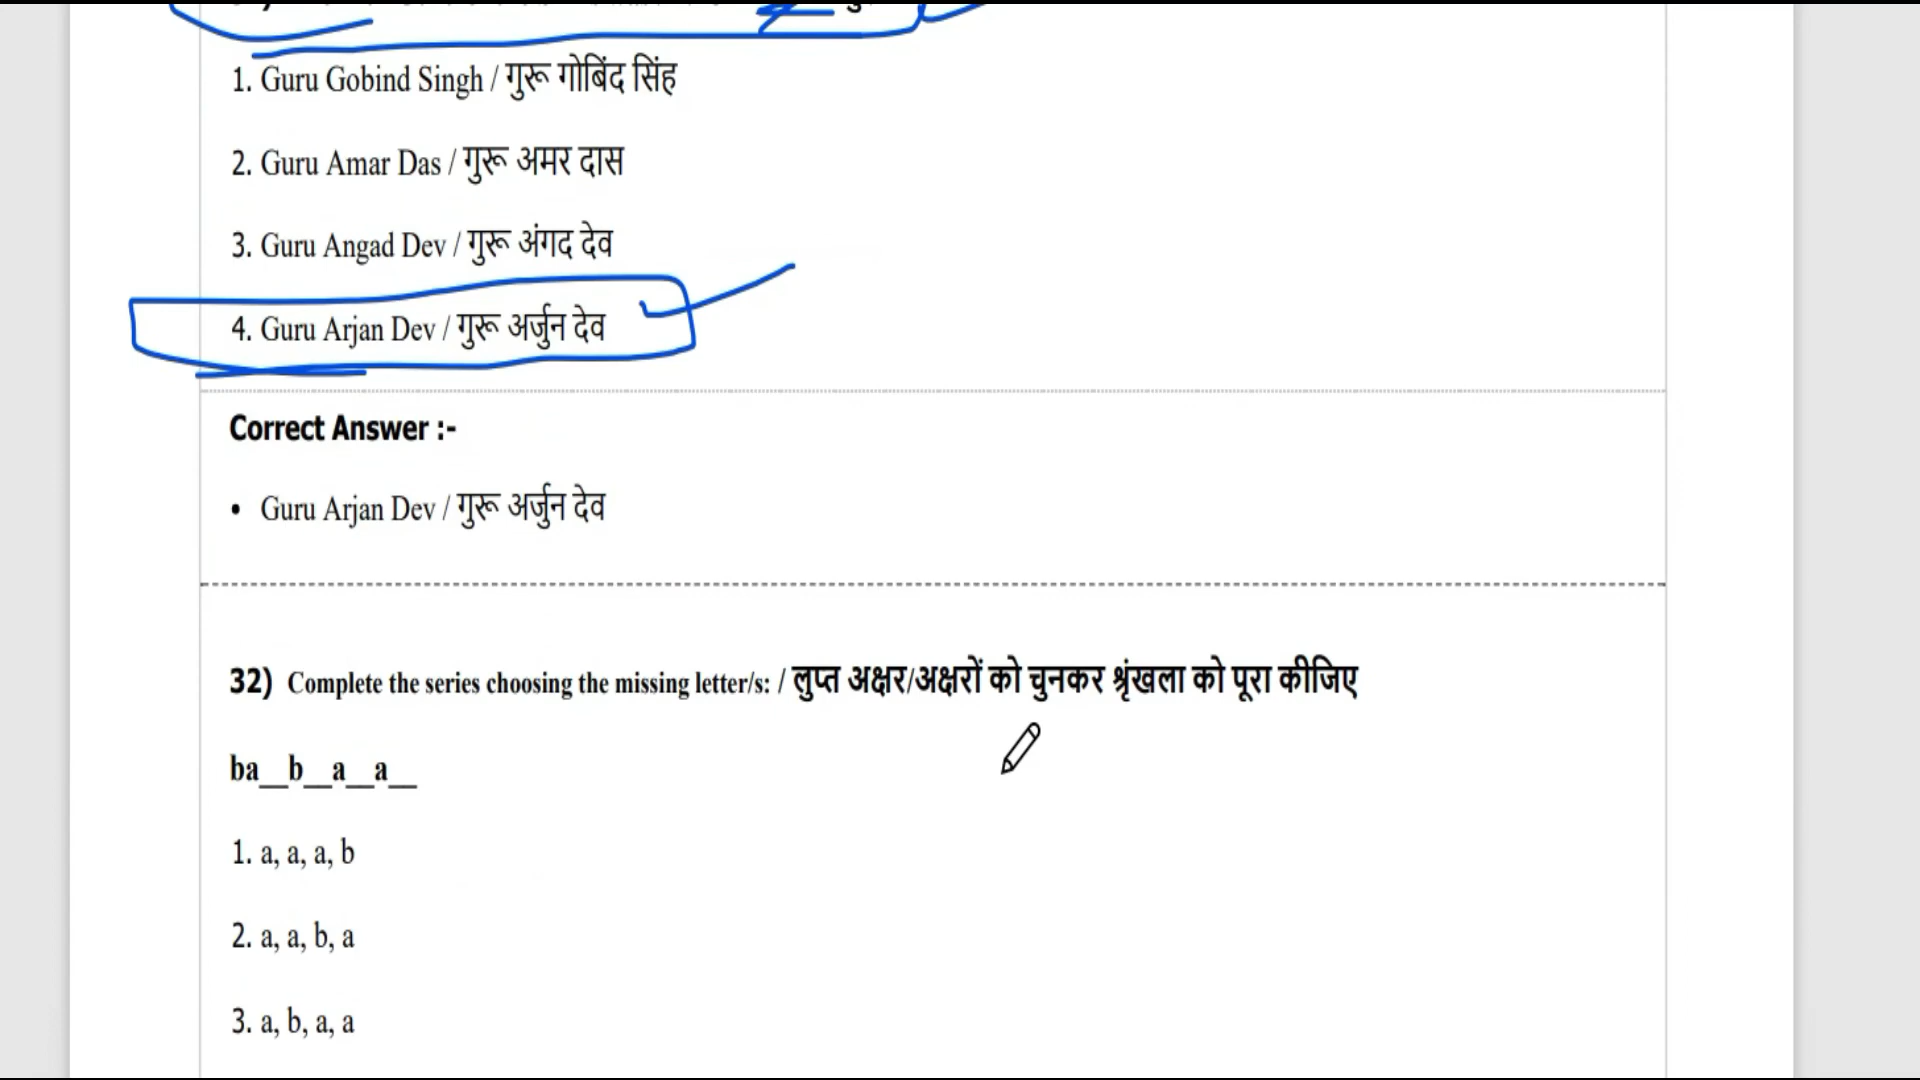 1. Guru Gobind Singh / गुरू गोबिंद सिंह
2. Guru Amar Das / गुरू अमर दास
3. Guru Angad Dev / गुरू अंगद देव
4. Guru Arjan Dev / गुरू अर्जुन देव
Correct Answer :-
• Guru Arjan Dev / गुरू अर्जुन देव
32) Complete the series choosing the missing letter/s: / लुप्त अक्षर/अक्षरों को चुनकर श्रृंखला को पूरा कीजिए
ba__b__a__a__
1. a, a, a, b
2. a, a, b, a
3. a, b, a, a